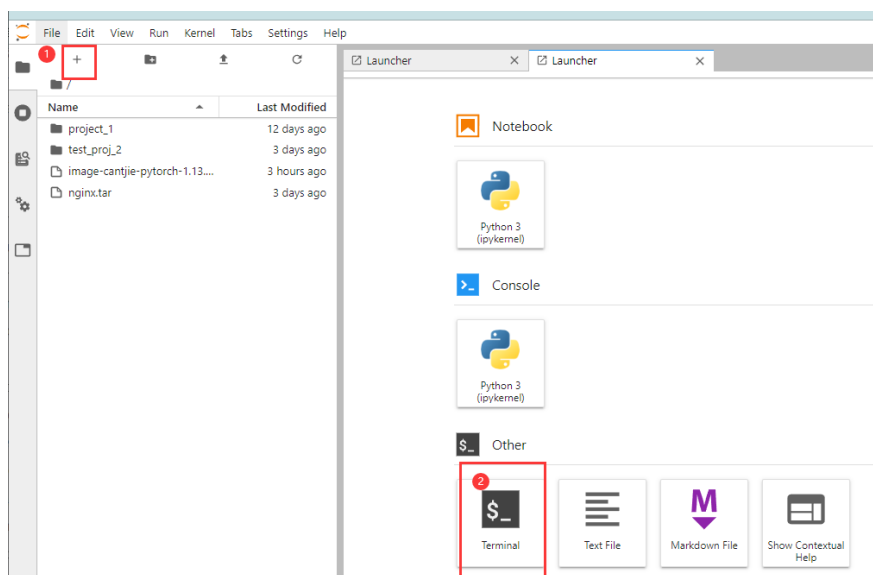 File Edit View Run Kernel Tabs Settings Help
1
+
Launcher
Launcher
/
Name Last Modified
project_1 12 days ago
test_proj_2 3 days ago
image-cantjie-pytorch-1.13.... 3 hours ago
nginx.tar 3 days ago
Notebook
Python 3
(ipykernel)
>_ Console
Python 3
(ipykernel)
$_ Other
2
$_
M
Terminal
Text File
Markdown File
Show Contextual
Help